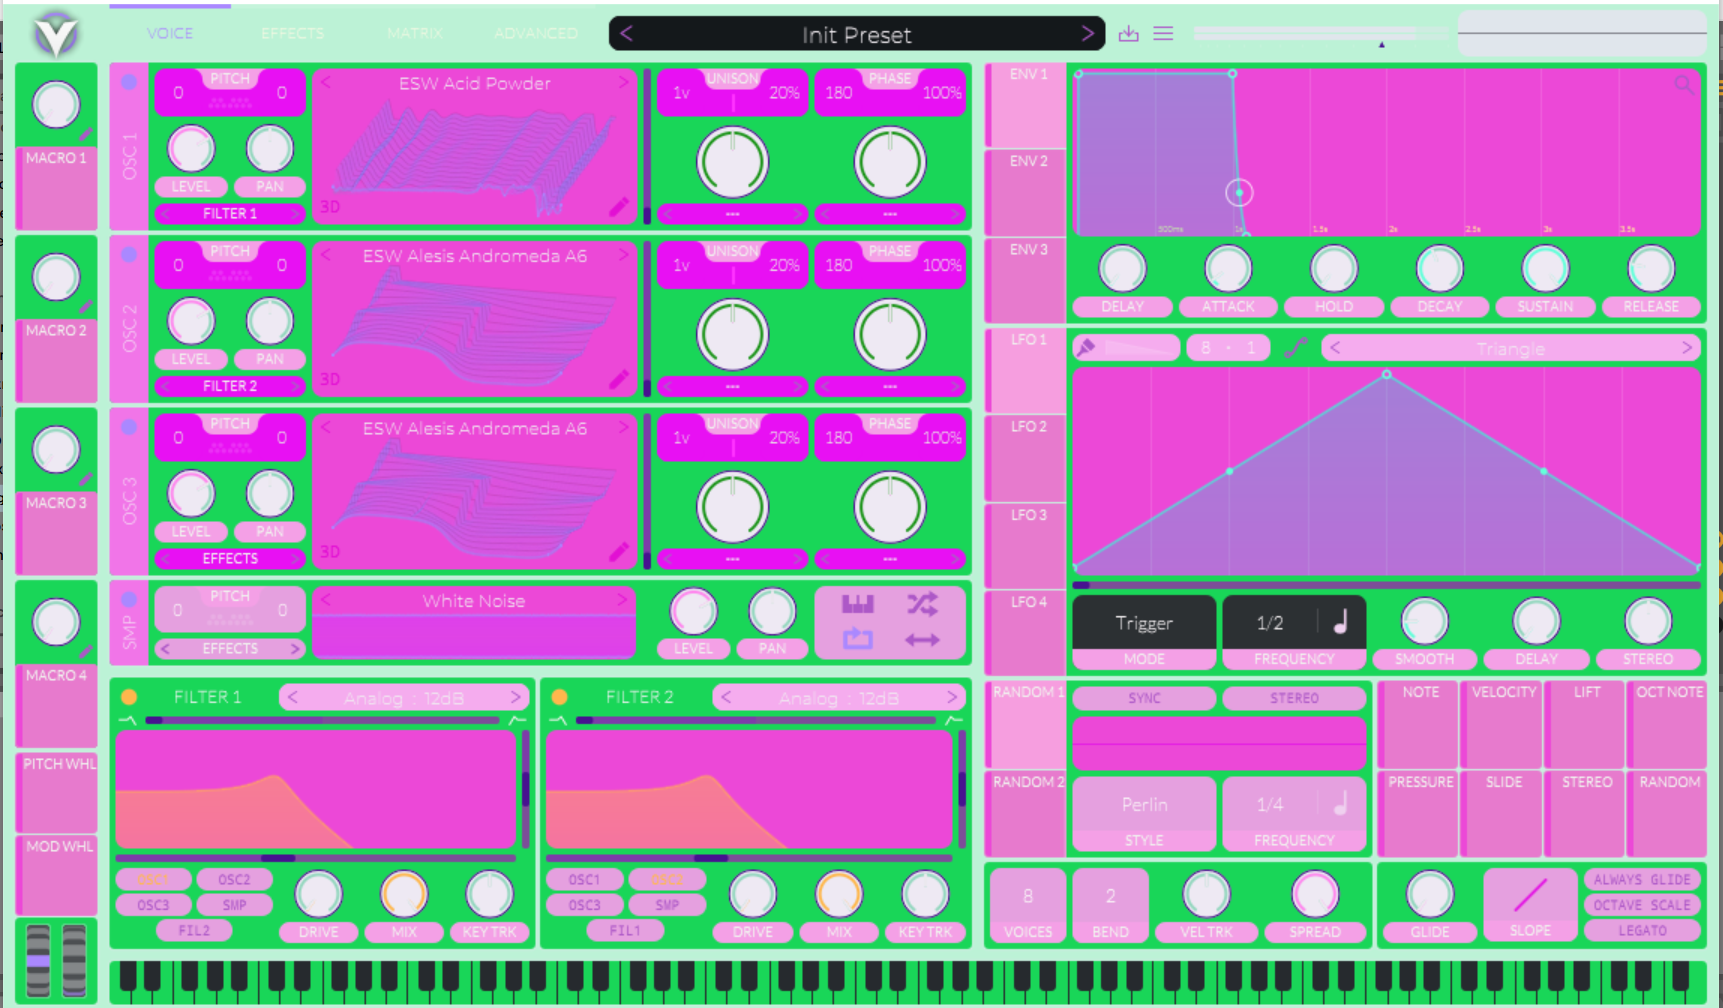 VOICE EFFECTS MATRIX ADVANCED
Init Preset
MACRO 1
MACRO 2
MACRO 3
MACRO 4
PITCH WHL
MOD WHL
OSC 1
PITCH
0 0
LEVEL PAN
FILTER 1
ESW Acid Powder
3D
UNISON
1v 20%
---
PHASE
180 100%
---
OSC 2
PITCH
0 0
LEVEL PAN
FILTER 2
ESW Alesis Andromeda A6
3D
UNISON
1v 20%
---
PHASE
180 100%
---
OSC 3
PITCH
0 0
LEVEL PAN
EFFECTS
ESW Alesis Andromeda A6
3D
UNISON
1v 20%
---
PHASE
180 100%
---
SMP
PITCH
0 0
EFFECTS
White Noise
LEVEL PAN
FILTER 1
Analog : 12dB
OSC1 OSC2
OSC3 SMP
FIL2
DRIVE MIX KEY TRK
FILTER 2
Analog : 12dB
OSC1 OSC2
OSC3 SMP
FIL1
DRIVE MIX KEY TRK
ENV 1
ENV 2
ENV 3
500ms 1s 1.5s 2s 2.5s 3s 3.5s
DELAY ATTACK HOLD DECAY SUSTAIN RELEASE
LFO 1
LFO 2
LFO 3
LFO 4
8 - 1
Triangle
Trigger
MODE
1/2
FREQUENCY
SMOOTH DELAY STEREO
RANDOM 1
RANDOM 2
SYNC STEREO
Perlin
STYLE
1/4
FREQUENCY
NOTE VELOCITY LIFT OCT NOTE
PRESSURE SLIDE STEREO RANDOM
8
VOICES
2
BEND
VEL TRK
SPREAD
GLIDE
SLOPE
ALWAYS GLIDE
OCTAVE SCALE
LEGATO